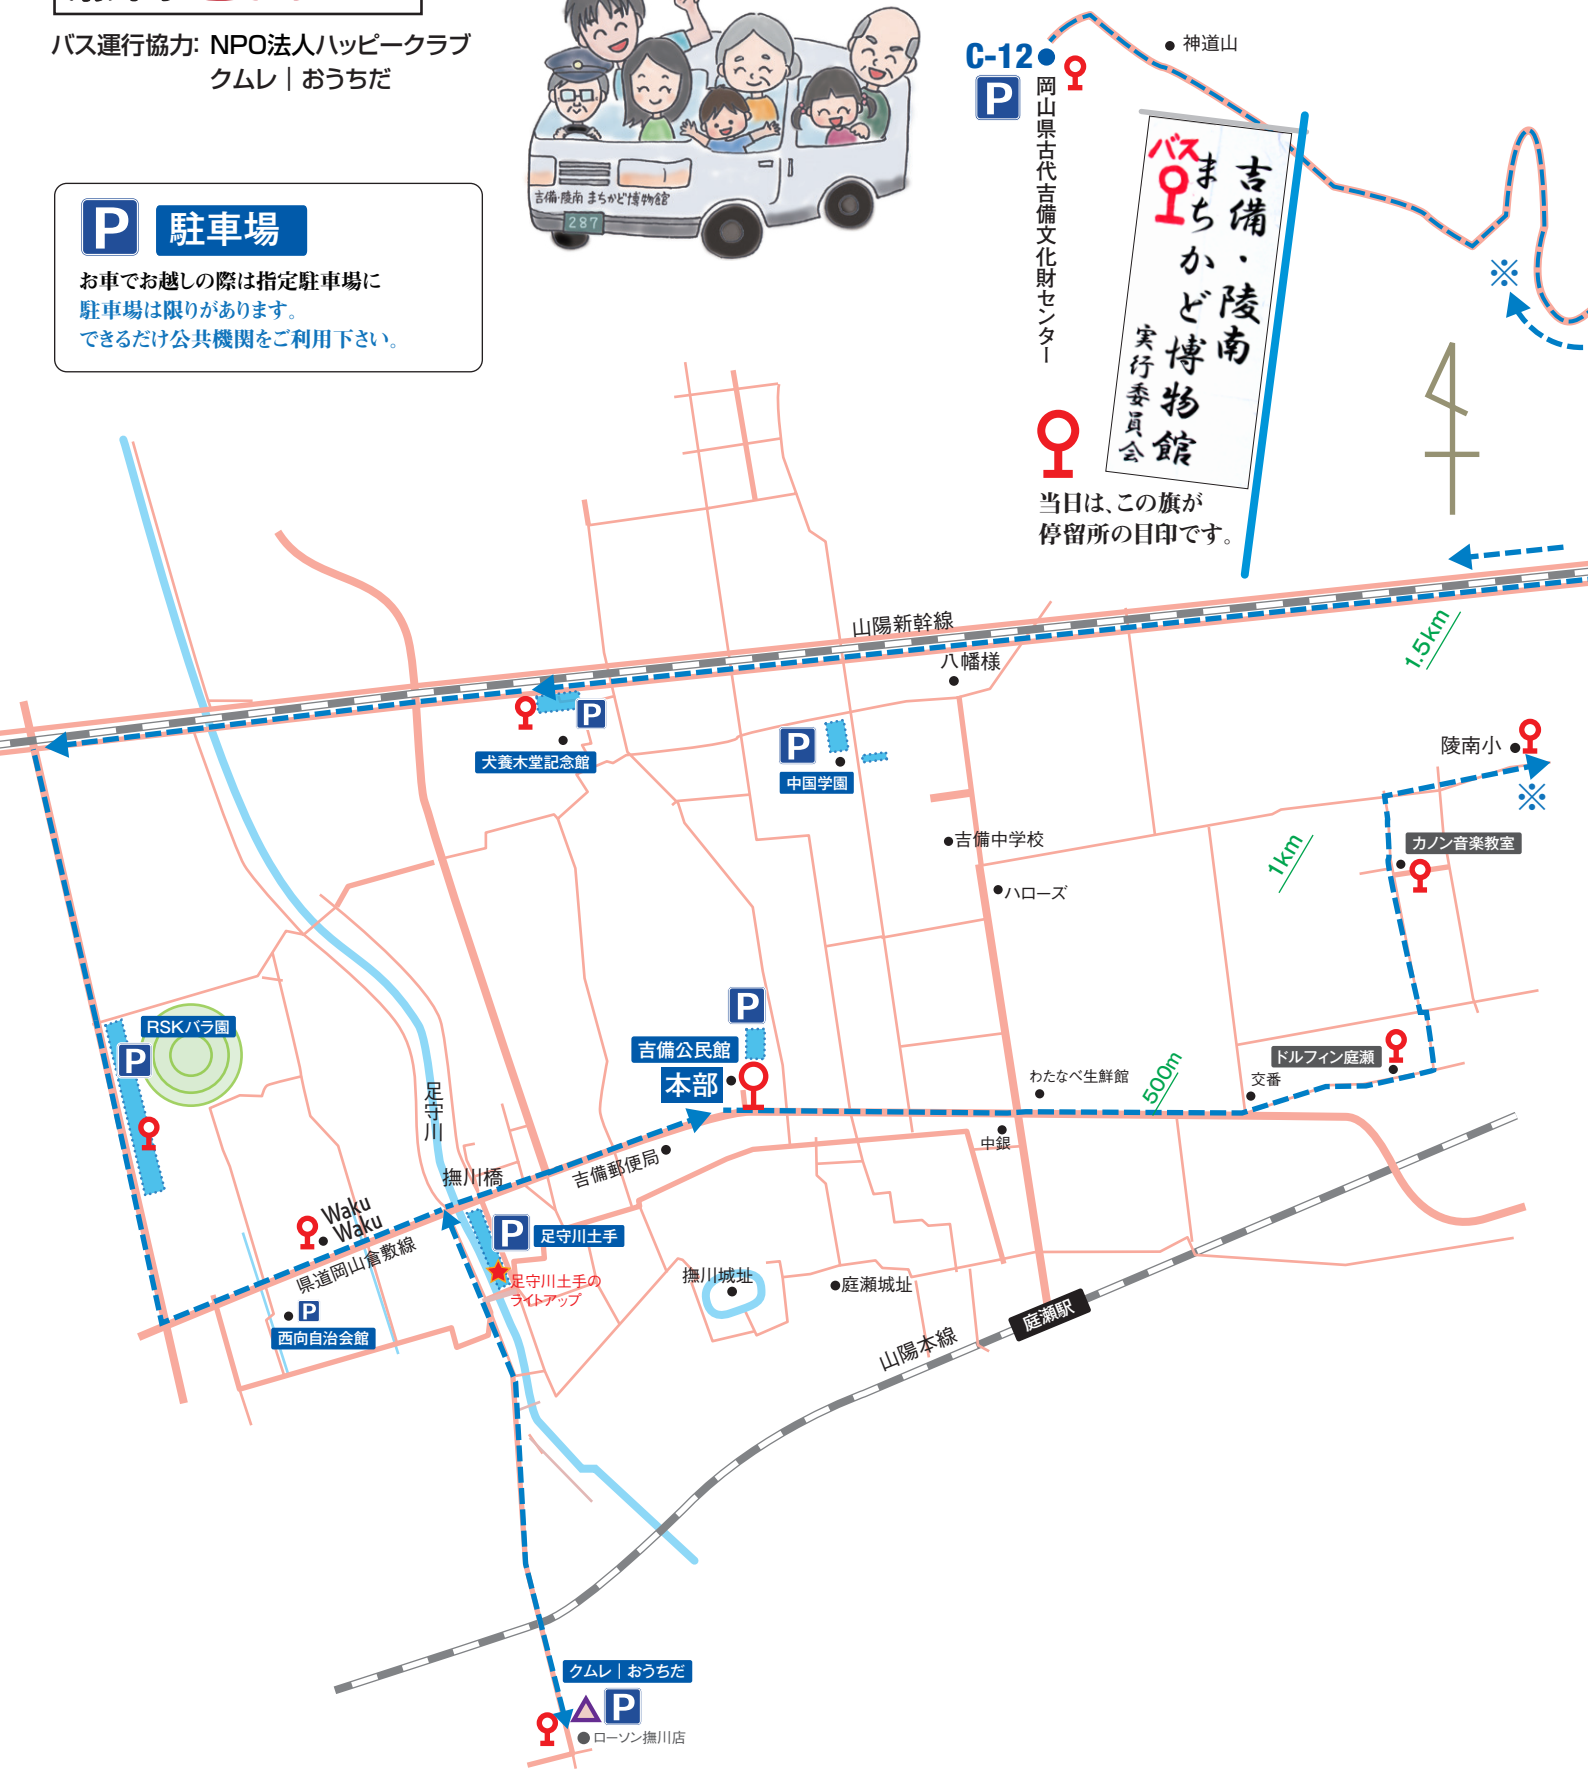 バス運行協力: NPO法人ハッピークラブ
クムレ｜おうちだ
P 駐車場
お車でお越しの際は指定駐車場に
駐車場は限りがあります。
できるだけ公共機関をご利用下さい。
吉備・陵南 まちかど博物館
287
C-12
P
岡山県古代吉備文化財センター
神道山
バス
吉備・陵南
まちかど博物館
実行委員会
当日は、この旗が
停留所の目印です。
※
山陽新幹線
八幡様
1.5km
P
犬養木堂記念館
P
中国学園
陵南小
※
吉備中学校
ハローズ
1km
カノン音楽教室
RSKバラ園
P
足守川
P
吉備公民館
本部
わたなべ生鮮館
500m
交番
ドルフィン庭瀬
中銀
撫川橋
吉備郵便局
Waku
Waku
県道岡山倉敷線
P
西向自治会館
P
足守川土手
足守川土手の
ライトアップ
撫川城址
庭瀬城址
庭瀬駅
山陽本線
クムレ｜おうちだ
P
ローソン撫川店